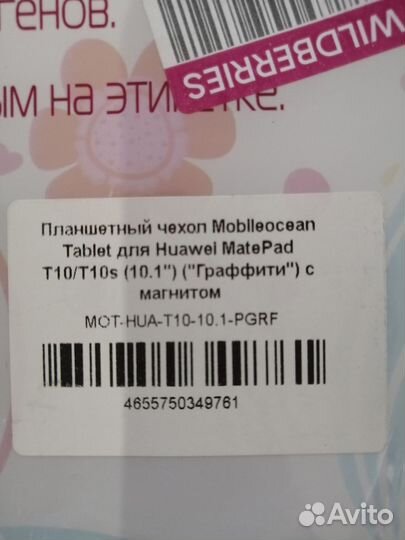 генов.
WILDBERRIES
ым на этикетке.
Планшетный чехол Mobileocean
Tablet для Huawei MatePad
T10/T10s (10.1") ("Граффити") с
магнитом
MOT-HUA-T10-10.1-PGRF
4655750349761
Avito